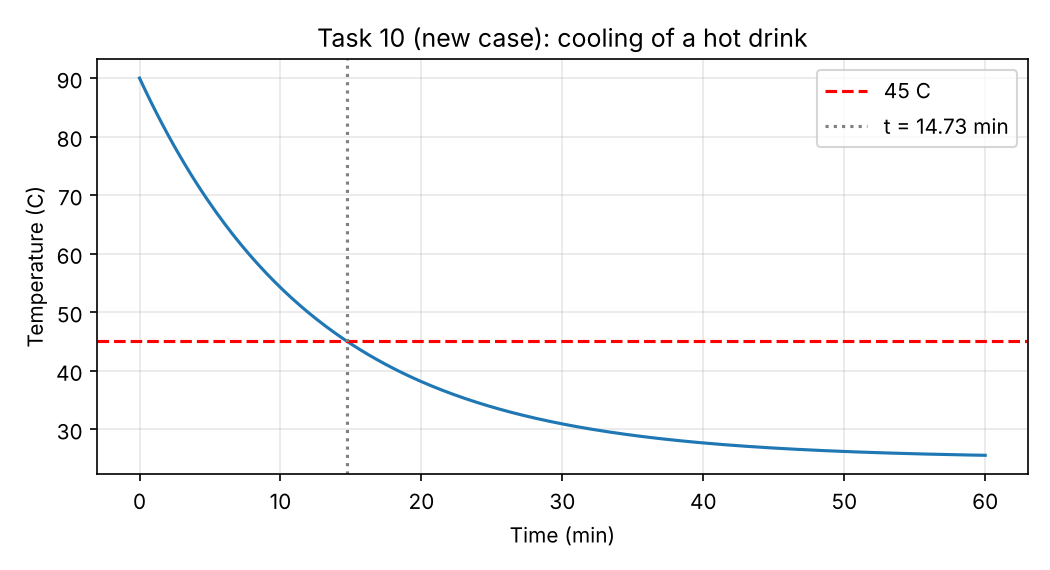 Task 10 (new case): cooling of a hot drink
45 C
t = 14.73 min
Temperature (C)
90
80
70
60
50
40
30
0 10 20 30 40 50 60
Time (min)